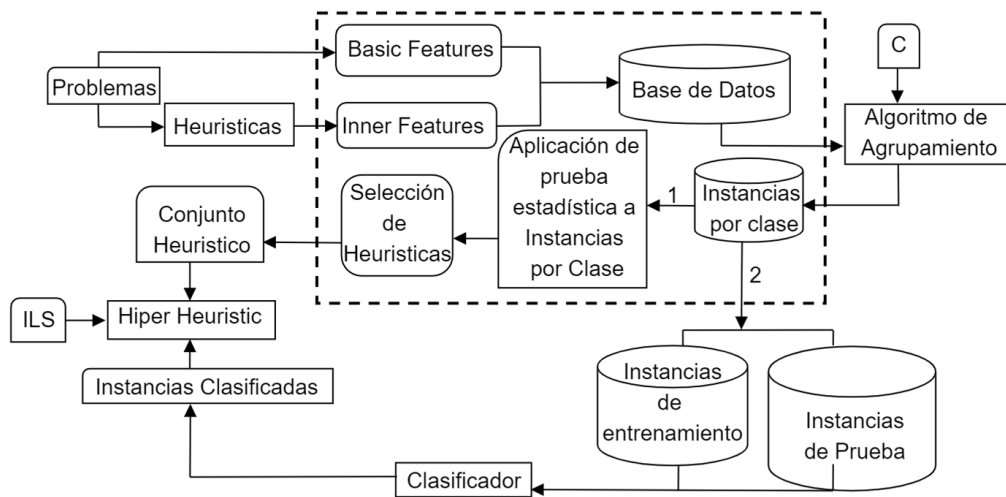 Problemas
Basic Features
Heuristicas
Inner Features
Base de Datos
C
Algoritmo de
Agrupamiento
Instancias
por clase
1
2
Aplicación de
prueba
estadística a
Instancias
por Clase
Selección
de
Heuristicas
Conjunto
Heuristico
ILS
Hiper Heuristic
Instancias Clasificadas
Instancias
de
entrenamiento
Instancias
de Prueba
Clasificador